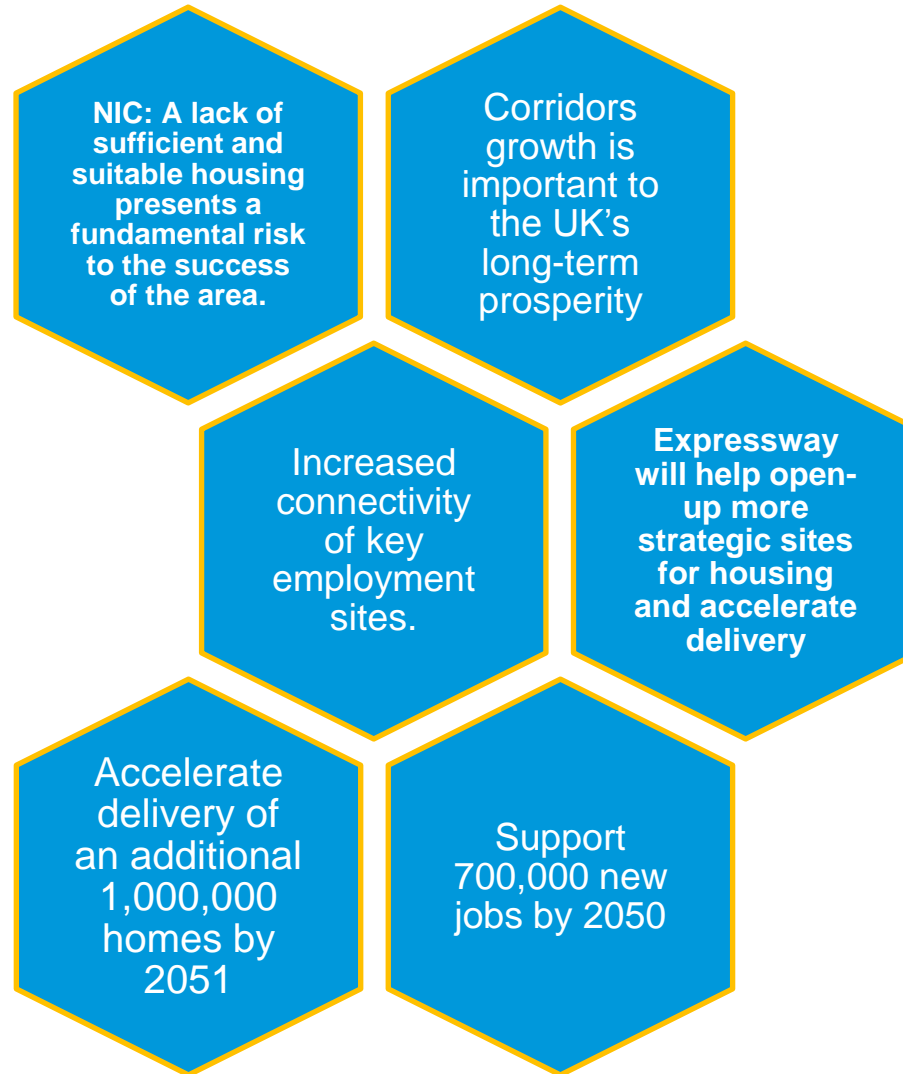 NIC: A lack of
sufficient and
suitable housing
presents a
fundamental risk
to the success
of the area.
Corridors
growth is
important to
the UK's
long-term
prosperity
Increased
connectivity
of key
employment
sites.
Expressway
will help open-
up more
strategic sites
for housing
and accelerate
delivery
Accelerate
delivery of
an additional
1,000,000
homes by
2051
Support
700,000 new
jobs by 2050